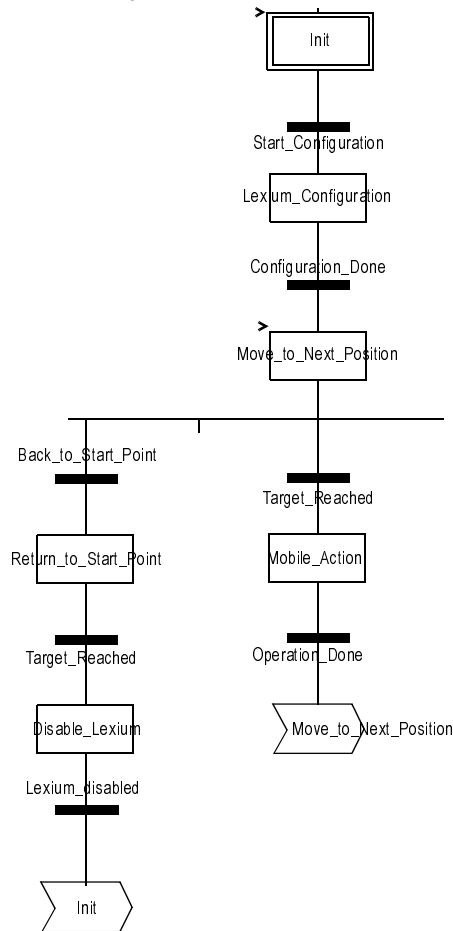 Init
Start_Configuration
Lexium_Configuration
Configuration_Done
Move_to_Next_Position
Back_to_Start_Point
Target_Reached
Return_to_Start_Point
Mobile_Action
Target_Reached
Operation_Done
Disable_Lexium
Move_to_Next_Position
Lexium_disabled
Init